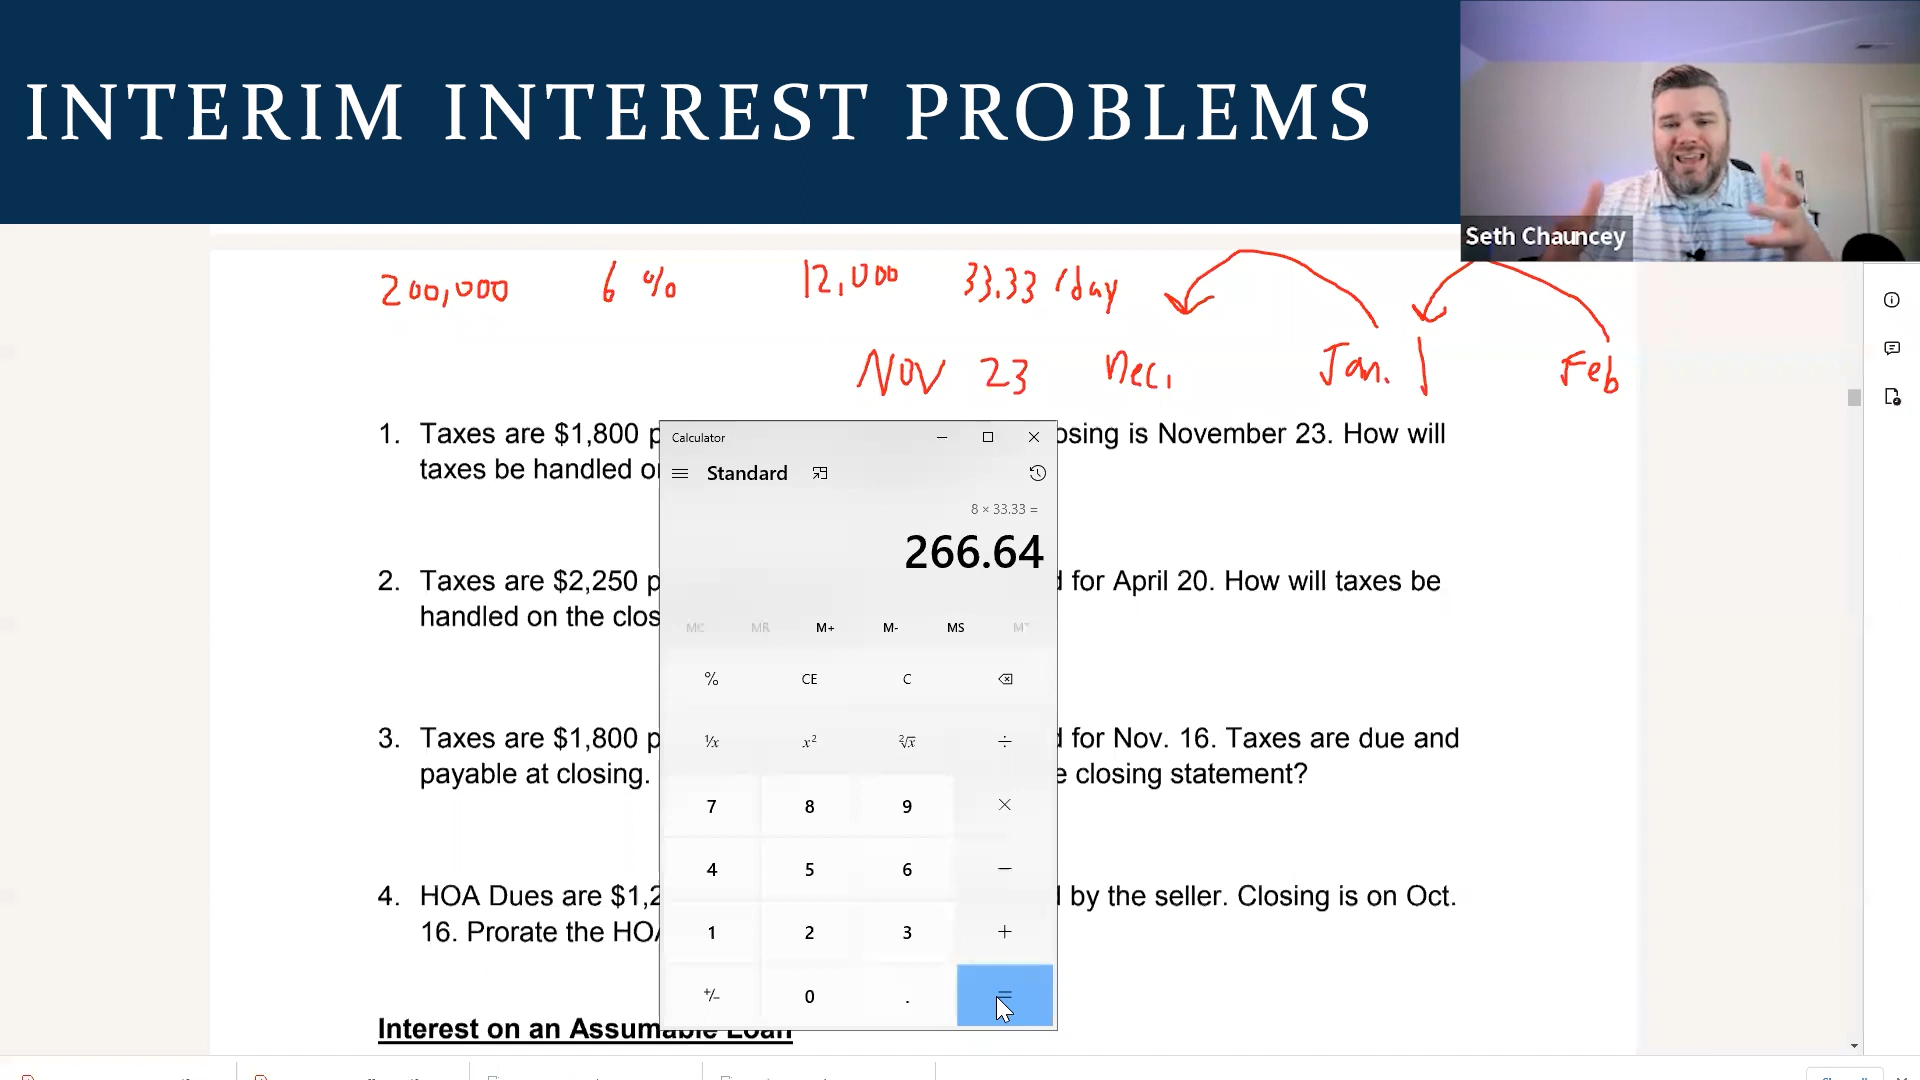 INTERIM INTEREST PROBLEMS
Seth Chauncey
200,000 6 % 12,000 33.33 /day
NOV 23 Dec. Jan. 1 Feb
1. Taxes are $1,800 osing is November 23. How will
taxes be handled
2. Taxes are $2,250 for April 20. How will taxes be
handled on the
3. Taxes are $1,800 for Nov. 16. Taxes are due and
payable at closing. closing statement?
4. HOA Dues are by the seller. Closing is on Oct.
16. Prorate the
Interest on an Assumable Loan
Calculator
Standard
8 × 33.33 =
266.64
MC MR M+ M- MS
% CE C
⅟x x² ²√x ÷
7 8 9 ×
4 5 6 −
1 2 3 +
+/- 0 . =